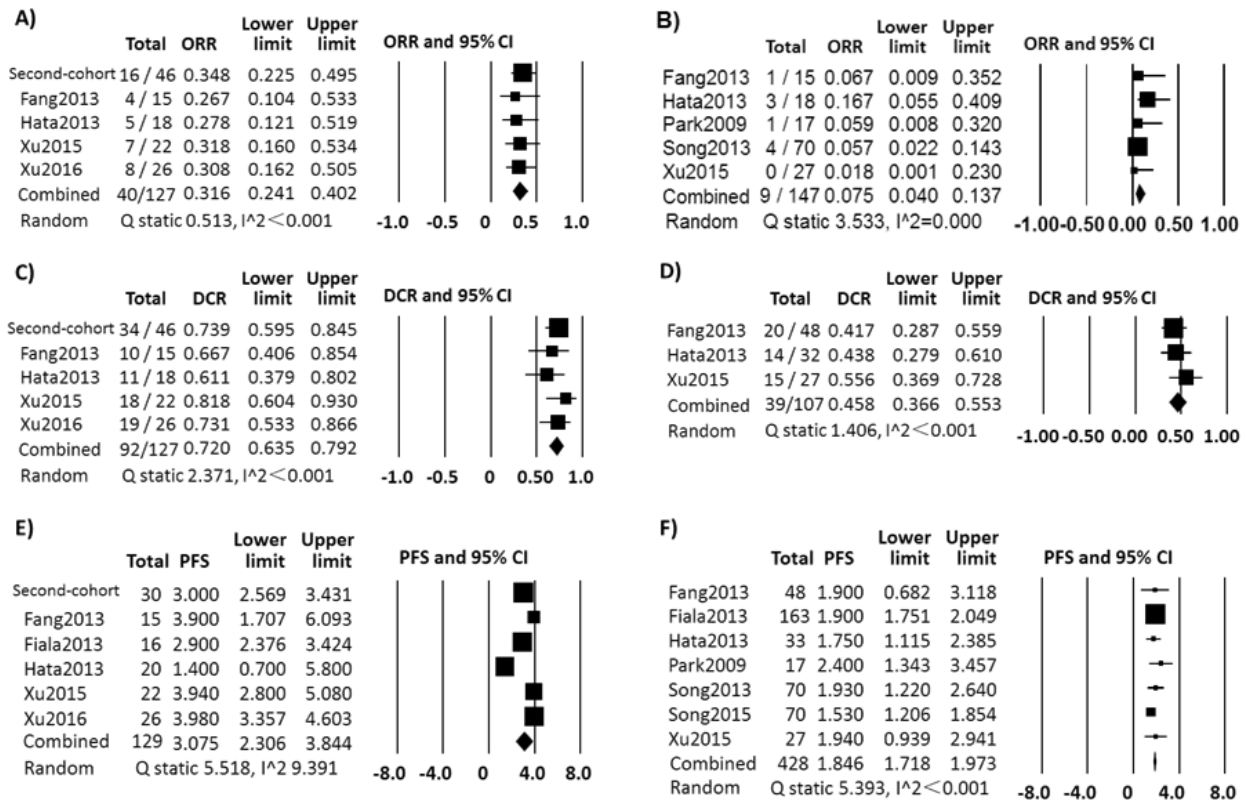 A)
Total ORR Lower limit Upper limit ORR and 95% CI
Second-cohort 16 / 46 0.348 0.225 0.495
Fang2013 4 / 15 0.267 0.104 0.533
Hata2013 5 / 18 0.278 0.121 0.519
Xu2015 7 / 22 0.318 0.160 0.534
Xu2016 8 / 26 0.308 0.162 0.505
Combined 40/127 0.316 0.241 0.402
Random Q static 0.513, I^2<0.001
-1.0 -0.5 0 0.5 1.0
B)
Total ORR Lower limit Upper limit ORR and 95% CI
Fang2013 1 / 15 0.067 0.009 0.352
Hata2013 3 / 18 0.167 0.055 0.409
Park2009 1 / 17 0.059 0.008 0.320
Song2013 4 / 70 0.057 0.022 0.143
Xu2015 0 / 27 0.018 0.001 0.230
Combined 9 / 147 0.075 0.040 0.137
Random Q static 3.533, I^2=0.000
-1.00 -0.50 0.00 0.50 1.00
C)
Total DCR Lower limit Upper limit DCR and 95% CI
Second-cohort 34 / 46 0.739 0.595 0.845
Fang2013 10 / 15 0.667 0.406 0.854
Hata2013 11 / 18 0.611 0.379 0.802
Xu2015 18 / 22 0.818 0.604 0.930
Xu2016 19 / 26 0.731 0.533 0.866
Combined 92/127 0.720 0.635 0.792
Random Q static 2.371, I^2<0.001
-1.0 -0.5 0 0.50 1.0
D)
Total DCR Lower limit Upper limit DCR and 95% CI
Fang2013 20 / 48 0.417 0.287 0.559
Hata2013 14 / 32 0.438 0.279 0.610
Xu2015 15 / 27 0.556 0.369 0.728
Combined 39/107 0.458 0.366 0.553
Random Q static 1.406, I^2<0.001
-1.00 -0.50 0.00 0.50 1.00
E)
Total PFS Lower limit Upper limit PFS and 95% CI
Second-cohort 30 3.000 2.569 3.431
Fang2013 15 3.900 1.707 6.093
Fiala2013 16 2.900 2.376 3.424
Hata2013 20 1.400 0.700 5.800
Xu2015 22 3.940 2.800 5.080
Xu2016 26 3.980 3.357 4.603
Combined 129 3.075 2.306 3.844
Random Q static 5.518, I^2 9.391
-8.0 -4.0 0 4.0 8.0
F)
Total PFS Lower limit Upper limit PFS and 95% CI
Fang2013 48 1.900 0.682 3.118
Fiala2013 163 1.900 1.751 2.049
Hata2013 33 1.750 1.115 2.385
Park2009 17 2.400 1.343 3.457
Song2013 70 1.930 1.220 2.640
Song2015 70 1.530 1.206 1.854
Xu2015 27 1.940 0.939 2.941
Combined 428 1.846 1.718 1.973
Random Q static 5.393, I^2<0.001
-8.0 -4.0 0 4.0 8.0